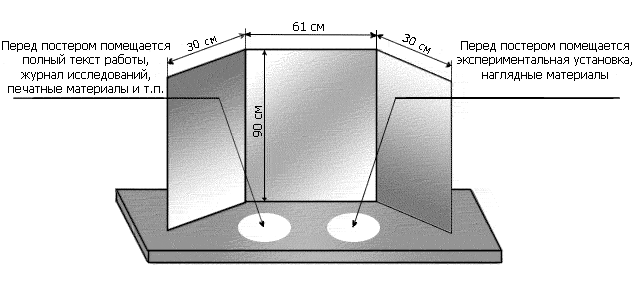 61 см
30 см
30 см
Перед постером помещается
полный текст работы,
журнал исследований,
печатные материалы и т.п.
Перед постером помещается
экспериментальная установка,
наглядные материалы
90 см